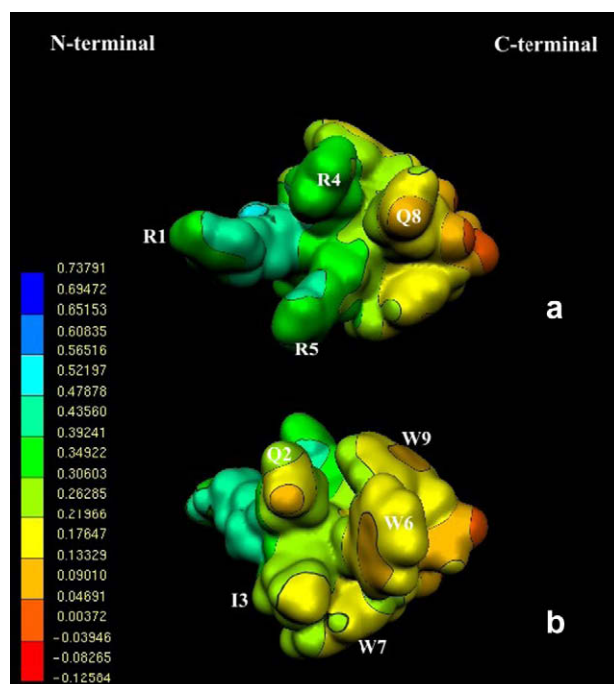 N-terminal C-terminal
R4
Q8
R1
R5
a
0.73791
0.69472
0.65153
0.60835
0.56516
0.52197
0.47878
0.43560
0.39241
0.34922
0.30603
0.26285
0.21966
0.17647
0.13329
0.09010
0.04691
0.00372
-0.03946
-0.08265
-0.12584
W9
Q2
W6
I3
W7
b